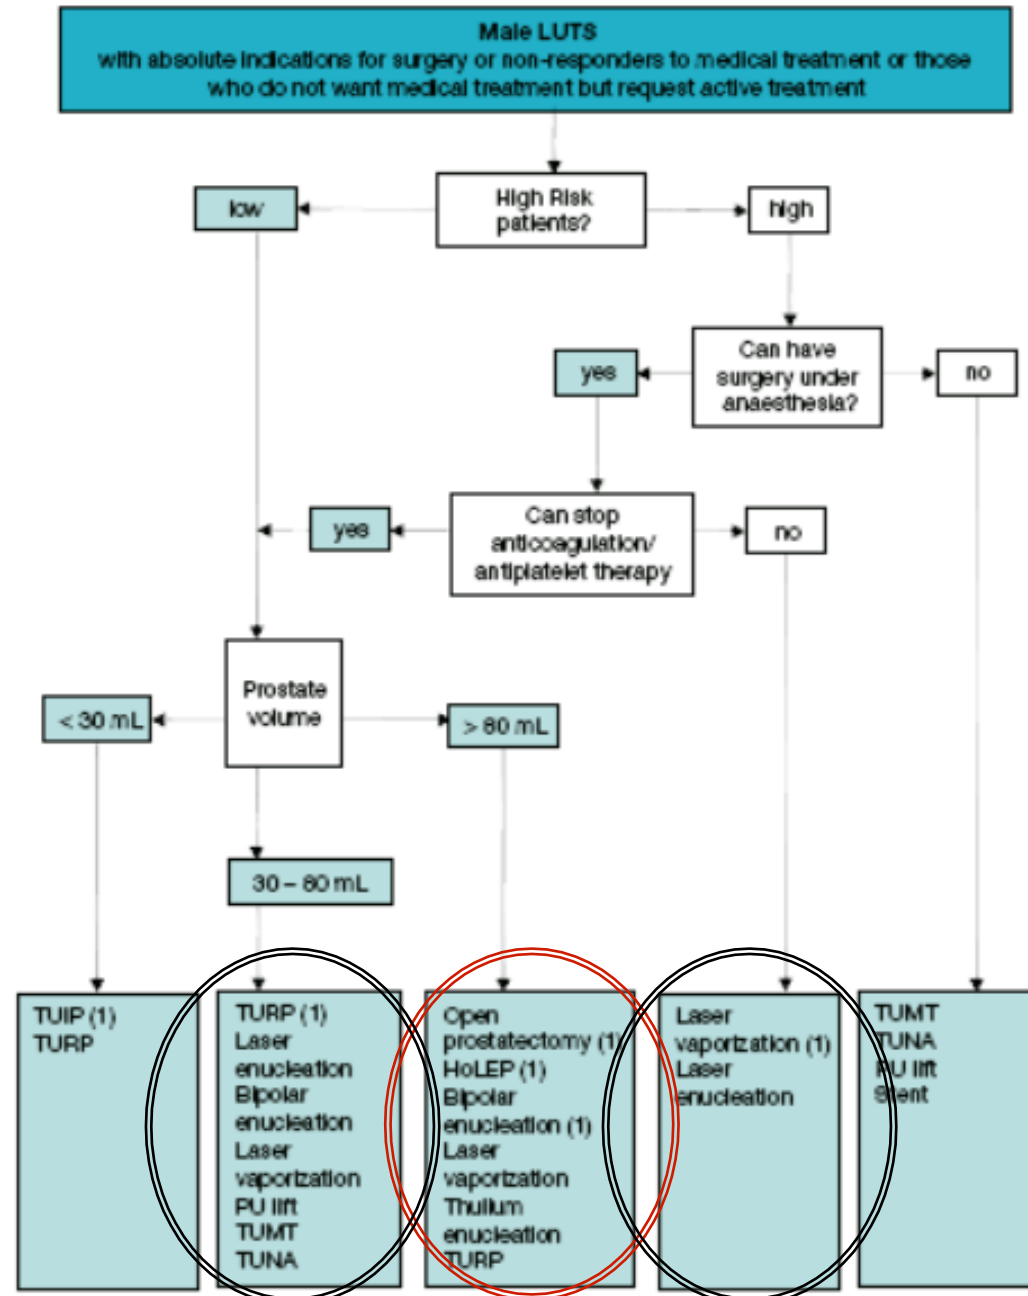 Male LUTS
with absolute indications for surgery or non-responders to medical treatment or those
who do not want medical treatment but request active treatment
High Risk
patients?
low
high
Can have
surgery under
anaesthesia?
yes
no
Can stop
anticoagulation/
antiplatelet therapy
yes
no
Prostate
volume
< 30 mL
> 80 mL
30 – 80 mL
TUIP (1)
TURP
TURP (1)
Laser
enucleation
Bipolar
enucleation
Laser
vaporization
PU lift
TUMT
TUNA
Open
prostatectomy (1)
HoLEP (1)
Bipolar
enucleation (1)
Laser
vaporization
Thulium
enucleation
TURP
Laser
vaporization (1)
Laser
enucleation
TUMT
TUNA
PU lift
Stent